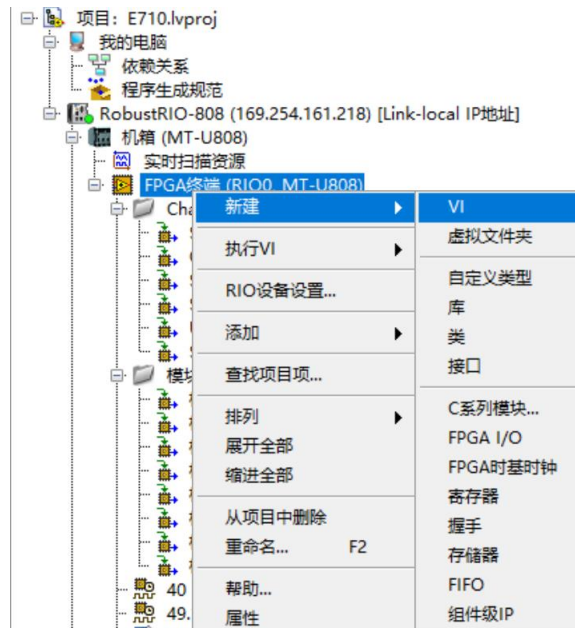 项目: E710.lvproj
我的电脑
依赖关系
程序生成规范
RobustRIO-808 (169.254.161.218) [Link-local IP地址]
机箱 (MT-U808)
实时扫描资源
FPGA终端 (RIO0, MT-U808)
Cha
模块
40
49.
新建
执行VI
RIO设备设置...
添加
查找项目项...
排列
展开全部
缩进全部
从项目中删除
重命名... F2
帮助...
属性
VI
虚拟文件夹
自定义类型
库
类
接口
C系列模块...
FPGA I/O
FPGA时基时钟
寄存器
握手
存储器
FIFO
组件级IP